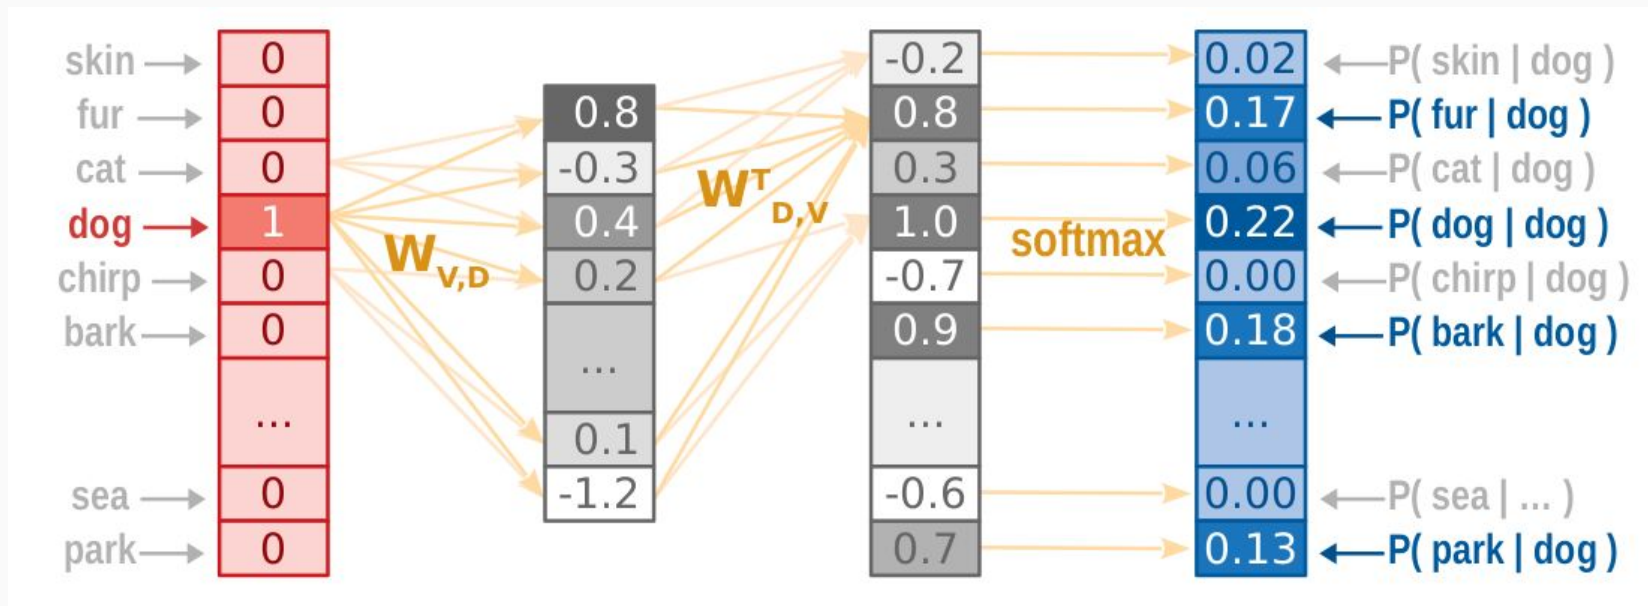 skin 0 -0.2 0.02 P( skin | dog )
fur 0 0.8 0.8 0.17 P( fur | dog )
cat 0 -0.3 0.3 0.06 P( cat | dog )
dog 1 0.4 1.0 0.22 P( dog | dog )
W V,D
W T D,V
softmax
chirp 0 0.2 -0.7 0.00 P( chirp | dog )
bark 0 0.9 0.18 P( bark | dog )
... ... ... ...
0.1
sea 0 -1.2 -0.6 0.00 P( sea | ... )
park 0 0.7 0.13 P( park | dog )